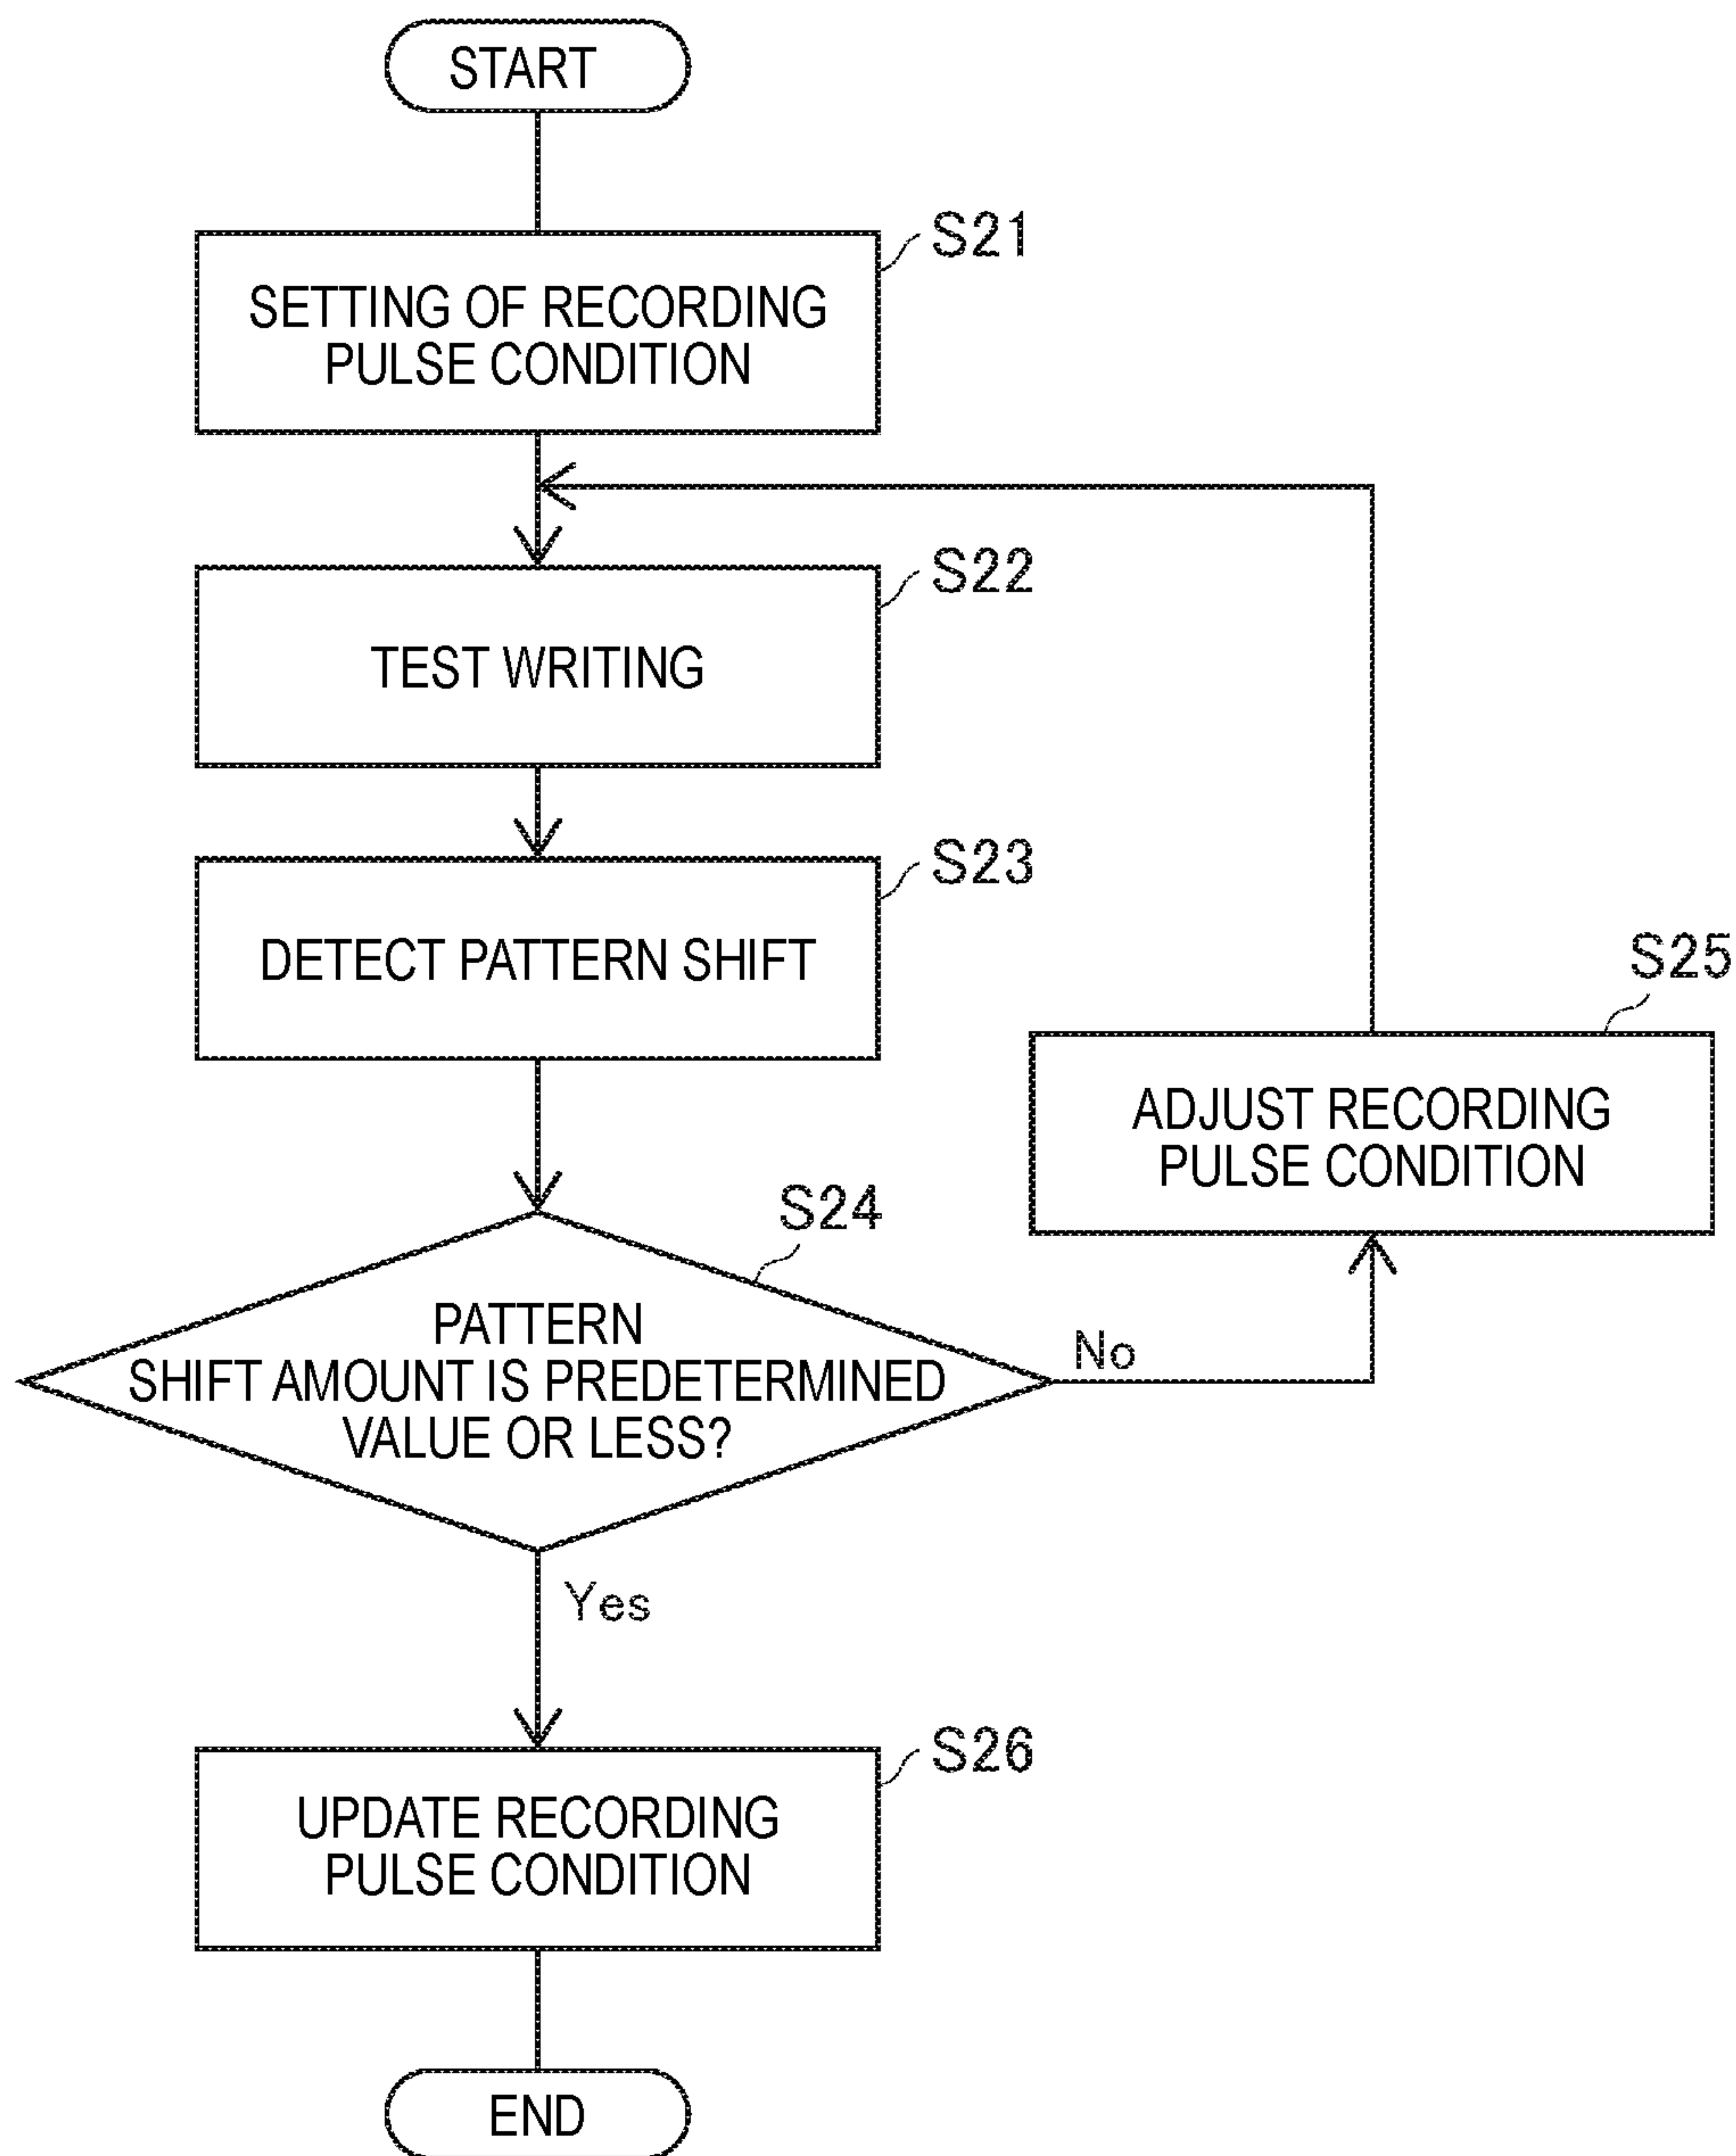 START
S21
SETTING OF RECORDING
PULSE CONDITION
S22
TEST WRITING
S23
DETECT PATTERN SHIFT
S25
ADJUST RECORDING
PULSE CONDITION
S24
PATTERN
SHIFT AMOUNT IS PREDETERMINED
VALUE OR LESS?
No
Yes
S26
UPDATE RECORDING
PULSE CONDITION
END